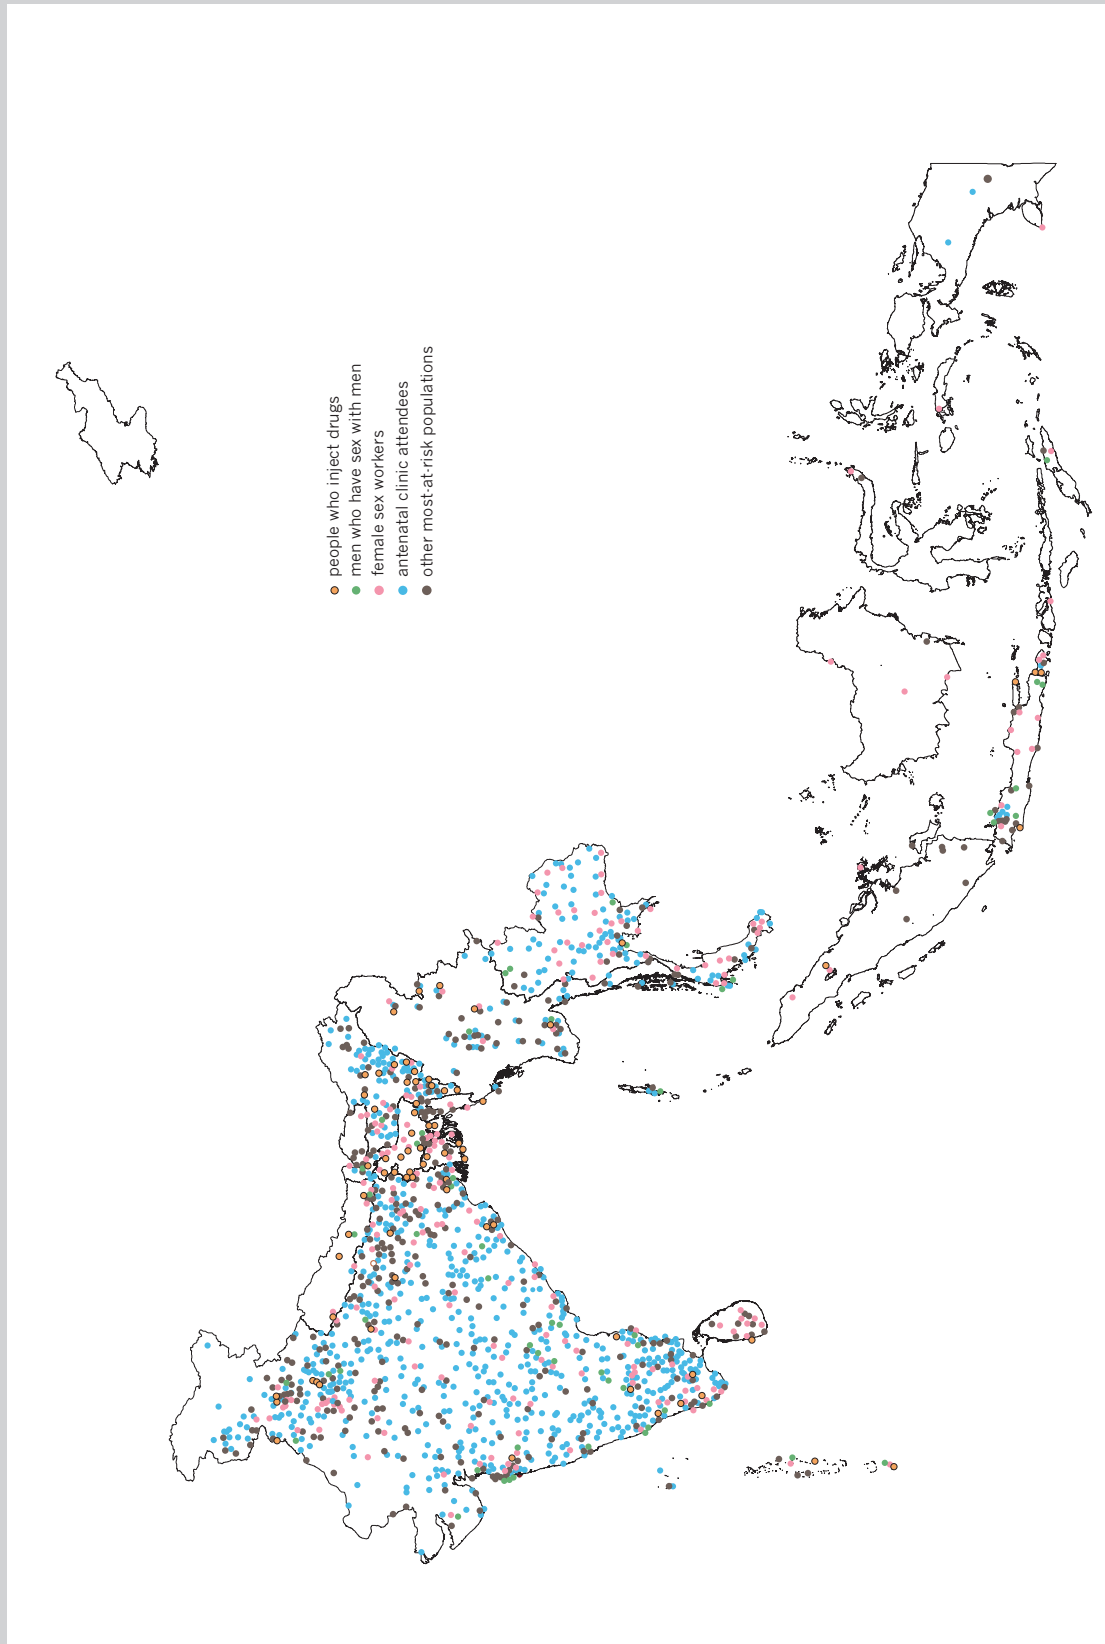 people who inject drugs
men who have sex with men
female sex workers
antenatal clinic attendees
other most-at-risk populations